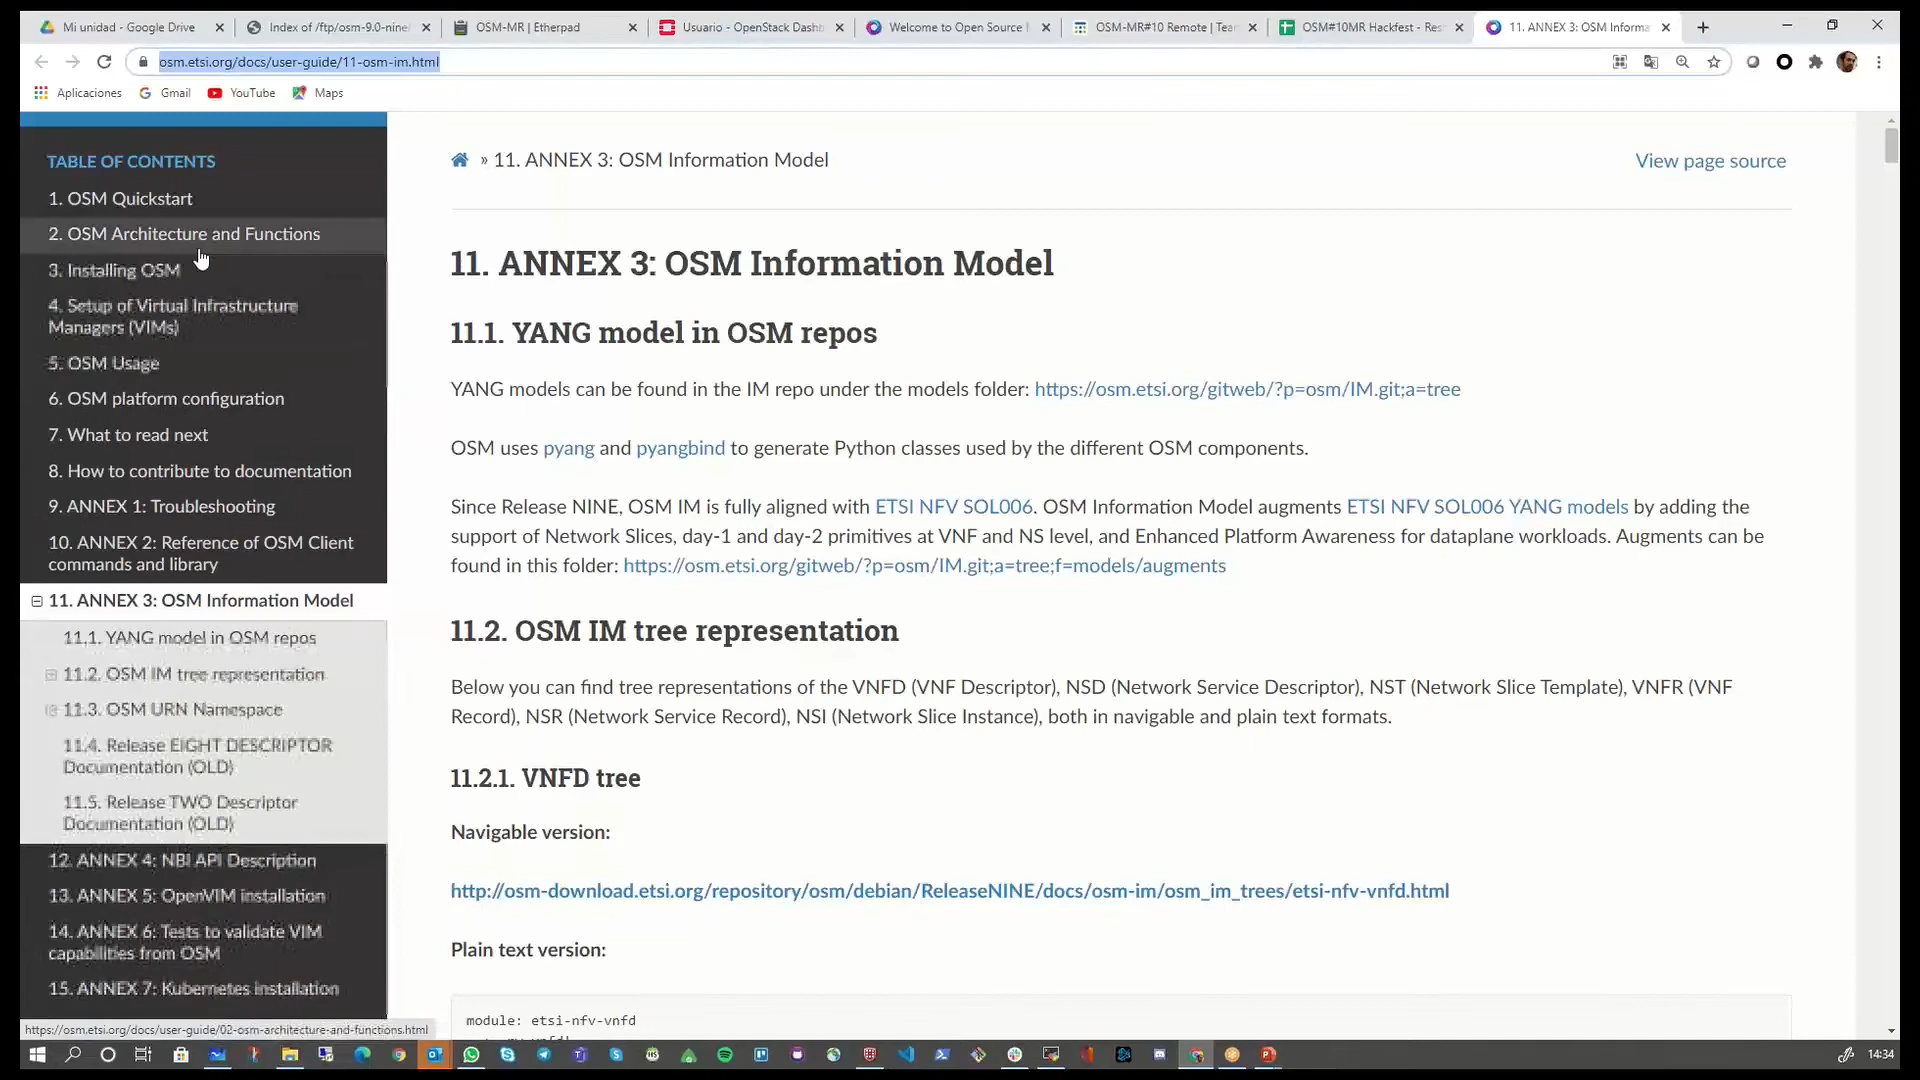 Mi unidad - Google Drive
Index of /ftp/osm-9.0-nine/
OSM-MR | Etherpad
Usuario - OpenStack Dashb
Welcome to Open Source
OSM-MR#10 Remote | Tea
OSM#10MR Hackfest - Res
11. ANNEX 3: OSM Informa
osm.etsi.org/docs/user-guide/11-osm-im.html
Aplicaciones
Gmail
YouTube
Maps
TABLE OF CONTENTS
1. OSM Quickstart
2. OSM Architecture and Functions
3. Installing OSM
4. Setup of Virtual Infrastructure
Managers (VIMs)
5. OSM Usage
6. OSM platform configuration
7. What to read next
8. How to contribute to documentation
9. ANNEX 1: Troubleshooting
10. ANNEX 2: Reference of OSM Client
commands and library
11. ANNEX 3: OSM Information Model
11.1. YANG model in OSM repos
11.2. OSM IM tree representation
11.3. OSM URN Namespace
11.4. Release EIGHT DESCRIPTOR
Documentation (OLD)
11.5. Release TWO Descriptor
Documentation (OLD)
12. ANNEX 4: NBI API Description
13. ANNEX 5: OpenVIM installation
14. ANNEX 6: Tests to validate VIM
capabilities from OSM
15. ANNEX 7: Kubernetes installation
https://osm.etsi.org/docs/user-guide/02-osm-architecture-and-functions.html
» 11. ANNEX 3: OSM Information Model
View page source
11. ANNEX 3: OSM Information Model
11.1. YANG model in OSM repos
YANG models can be found in the IM repo under the models folder: https://osm.etsi.org/gitweb/?p=osm/IM.git;a=tree
OSM uses pyang and pyangbind to generate Python classes used by the different OSM components.
Since Release NINE, OSM IM is fully aligned with ETSI NFV SOL006. OSM Information Model augments ETSI NFV SOL006 YANG models by adding the
support of Network Slices, day-1 and day-2 primitives at VNF and NS level, and Enhanced Platform Awareness for dataplane workloads. Augments can be
found in this folder: https://osm.etsi.org/gitweb/?p=osm/IM.git;a=tree;f=models/augments
11.2. OSM IM tree representation
Below you can find tree representations of the VNFD (VNF Descriptor), NSD (Network Service Descriptor), NST (Network Slice Template), VNFR (VNF
Record), NSR (Network Service Record), NSI (Network Slice Instance), both in navigable and plain text formats.
11.2.1. VNFD tree
Navigable version:
http://osm-download.etsi.org/repository/osm/debian/ReleaseNINE/docs/osm-im/osm_im_trees/etsi-nfv-vnfd.html
Plain text version:
module: etsi-nfv-vnfd
14:34